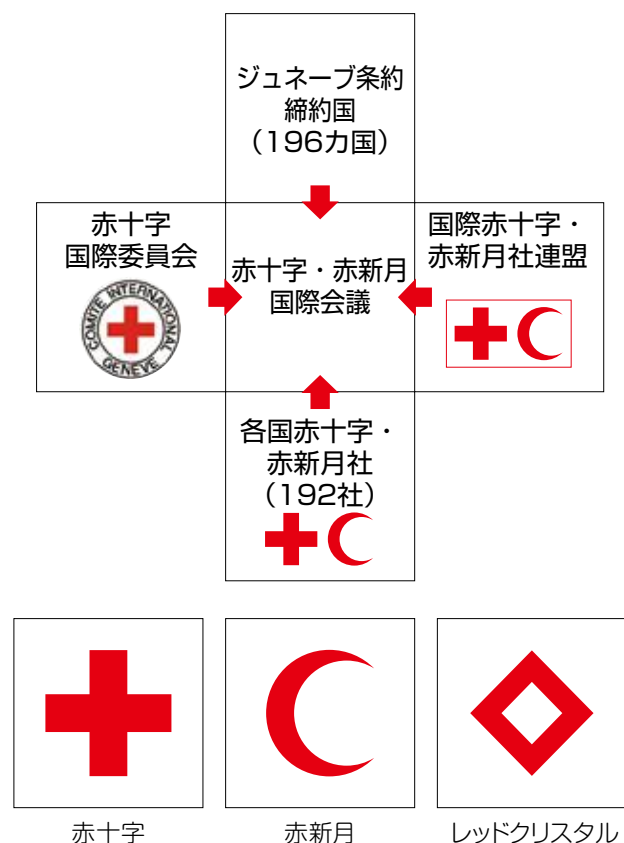 ジュネーブ条約
締約国
（196カ国）
赤十字
国際委員会
COMITE INTERNATIONAL
GENEVE
赤十字・赤新月
国際会議
国際赤十字・
赤新月社連盟
各国赤十字・
赤新月社
（192社）
赤十字
赤新月
レッドクリスタル